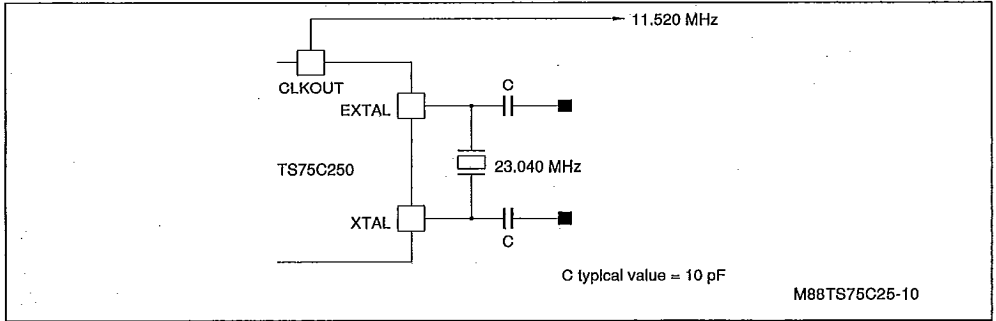 11.520 MHz
CLKOUT
C
EXTAL
TS75C250
23.040 MHz
XTAL
C
C typical value = 10 pF
M88TS75C25-10